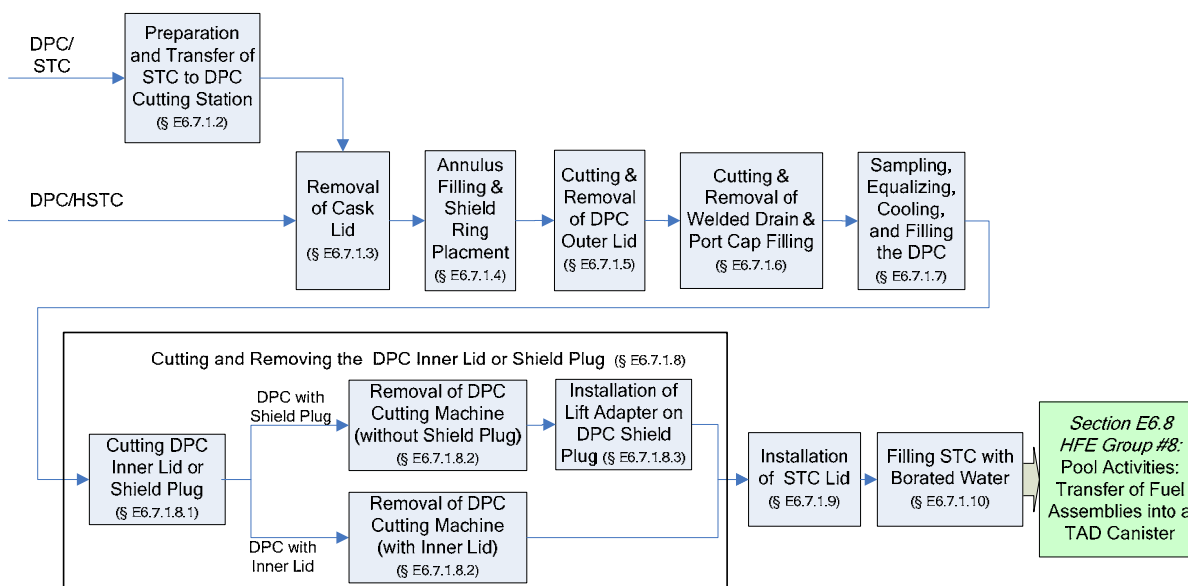 DPC/
STC
Preparation
and Transfer of
STC to DPC
Cutting Station
(§ E6.7.1.2)
DPC/HSTC
Removal
of Cask
Lid
(§ E6.7.1.3)
Annulus
Filling &
Shield
Ring
Placment
(§ E6.7.1.4)
Cutting &
Removal
of DPC
Outer Lid
(§ E6.7.1.5)
Cutting &
Removal of
Welded Drain &
Port Cap Filling
(§ E6.7.1.6)
Sampling,
Equalizing,
Cooling,
and Filling
the DPC
(§ E6.7.1.7)
Cutting and Removing the DPC Inner Lid or Shield Plug (§ E6.7.1.8)
Cutting DPC
Inner Lid or
Shield Plug
(§ E6.7.1.8.1)
DPC with
Shield Plug
Removal of DPC
Cutting Machine
(without Shield Plug)
(§ E6.7.1.8.2)
Installation of
Lift Adapter on
DPC Shield
Plug (§ E6.7.1.8.3)
DPC with
Inner Lid
Removal of DPC
Cutting Machine
(with Inner Lid)
(§ E6.7.1.8.2)
Installation
of STC Lid
(§ E6.7.1.9)
Filling STC with
Borated Water
(§ E6.7.1.10)
Section E6.8
HFE Group #8:
Pool Activities:
Transfer of Fuel
Assemblies into a
TAD Canister